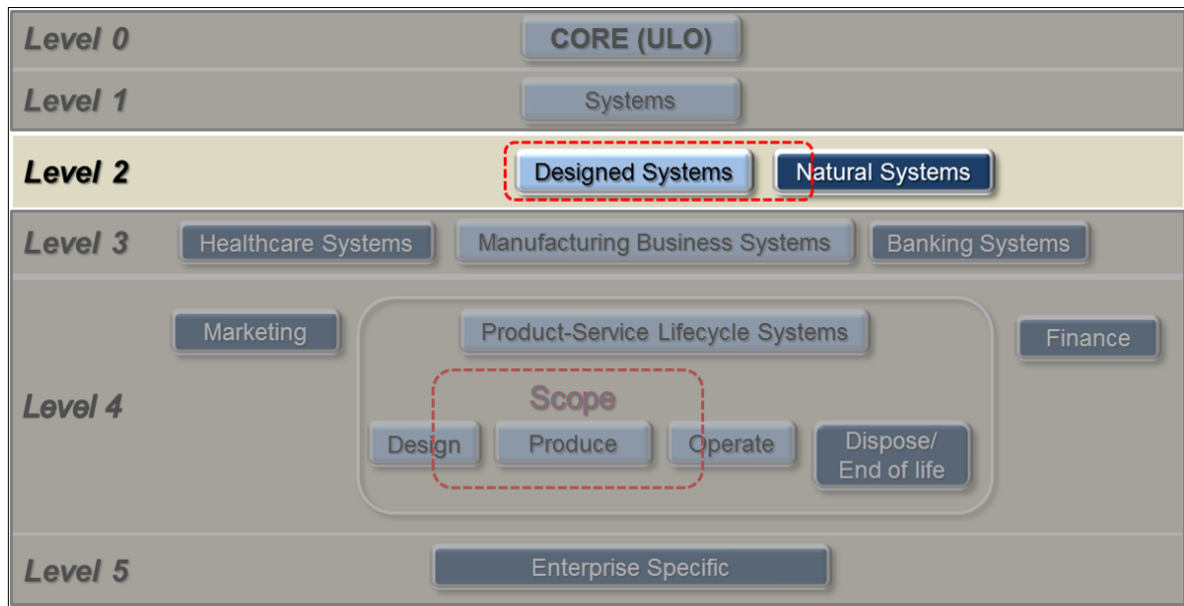 Level 0
CORE (ULO)
Level 1
Systems
Level 2
Designed Systems
Natural Systems
Level 3
Healthcare Systems
Manufacturing Business Systems
Banking Systems
Level 4
Marketing
Product-Service Lifecycle Systems
Finance
Scope
Design
Produce
Operate
Dispose/
End of life
Level 5
Enterprise Specific